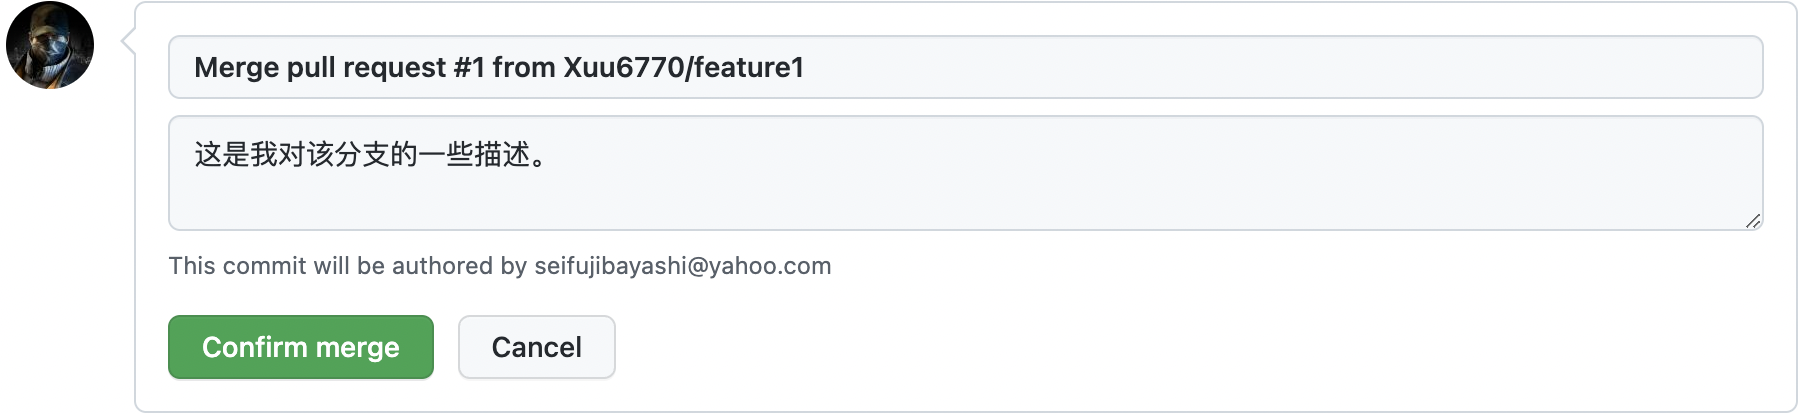 Merge pull request #1 from Xuu6770/feature1
这是我对该分支的一些描述。
This commit will be authored by seifujibayashi@yahoo.com
Confirm merge
Cancel